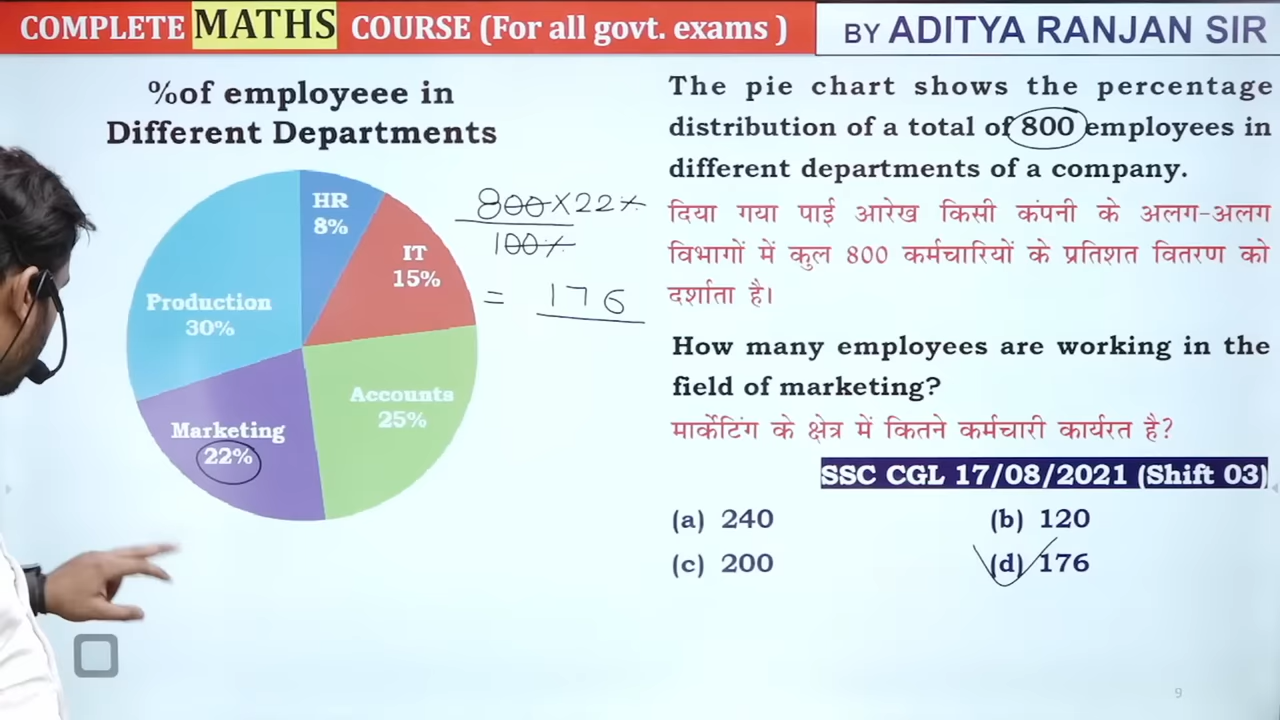 COMPLETE MATHS COURSE (For all govt. exams )
BY ADITYA RANJAN SIR
%of employeee in
Different Departments
HR
8%
IT
15%
Accounts
25%
Marketing
22%
Production
30%
800×22%
100%
= 176
The pie chart shows the percentage
distribution of a total of 800 employees in
different departments of a company.
दिया गया पाई आरेख किसी कंपनी के अलग-अलग
विभागों में कुल 800 कर्मचारियों के प्रतिशत वितरण को
दर्शाता है।
How many employees are working in the
field of marketing?
मार्केटिंग के क्षेत्र में कितने कर्मचारी कार्यरत है?
SSC CGL 17/08/2021 (Shift 03)
(a) 240
(b) 120
(c) 200
(d) 176
9